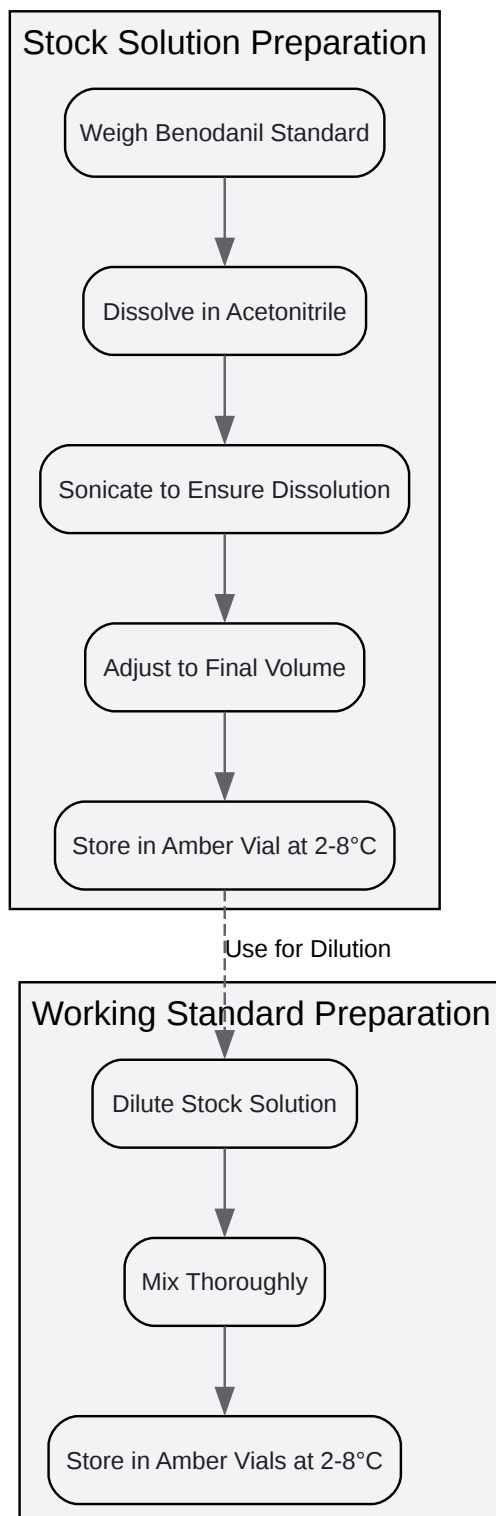 Stock Solution Preparation
Weigh Benodanil Standard
Dissolve in Acetonitrile
Sonicate to Ensure Dissolution
Adjust to Final Volume
Store in Amber Vial at 2-8°C
Use for Dilution
Working Standard Preparation
Dilute Stock Solution
Mix Thoroughly
Store in Amber Vials at 2-8°C